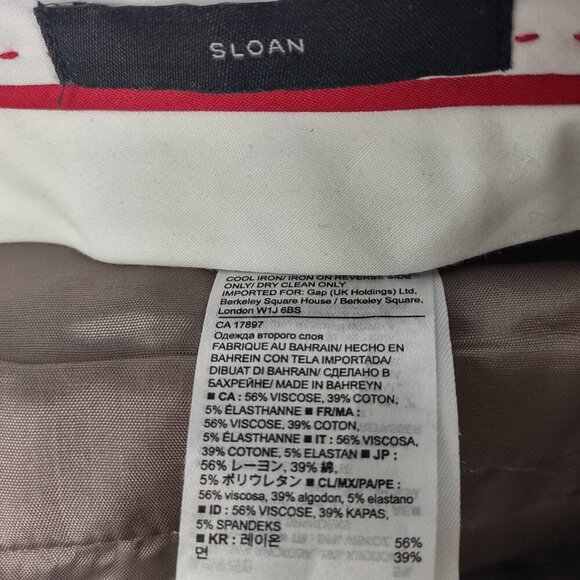 SLOAN
COOL IRON/ IRON ON REVERSE SIDE
ONLY/ DRY CLEAN ONLY
IMPORTED FOR: Gap (UK Holdings) Ltd,
Berkeley Square House / Berkeley Square,
London W1J 6BS
CA 17897
Одежда второго слоя
FABRIQUE AU BAHRAIN/ HECHO EN
BAHREIN CON TELA IMPORTADA/
DIBUAT DI BAHRAIN/ СДЕЛАНО В
БАХРЕЙНЕ/ MADE IN BAHREYN
■ CA : 56% VISCOSE, 39% COTON,
5% ÉLASTHANNE ■ FR/MA :
56% VISCOSE, 39% COTON,
5% ÉLASTHANNE ■ IT : 56% VISCOSA,
39% COTONE, 5% ELASTAN ■ JP :
56% レーヨン, 39% 綿,
5% ポリウレタン ■ CL/MX/PA/PE :
56% viscosa, 39% algodon, 5% elastano
■ ID : 56% VISCOSE, 39% KAPAS,
5% SPANDEKS
■ KR : 레이온 56%
면 39%